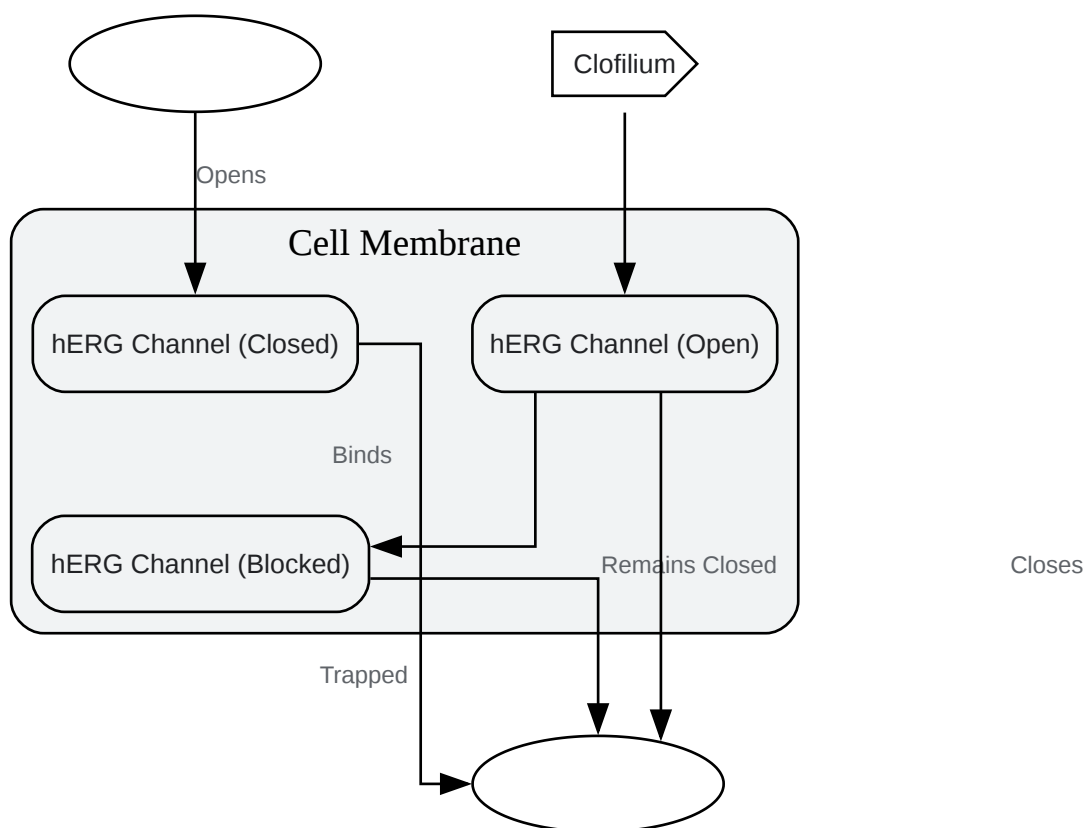 Clofilium
Opens
Cell Membrane
hERG Channel (Closed)
hERG Channel (Open)
Binds
hERG Channel (Blocked)
Remains Closed
Closes
Trapped